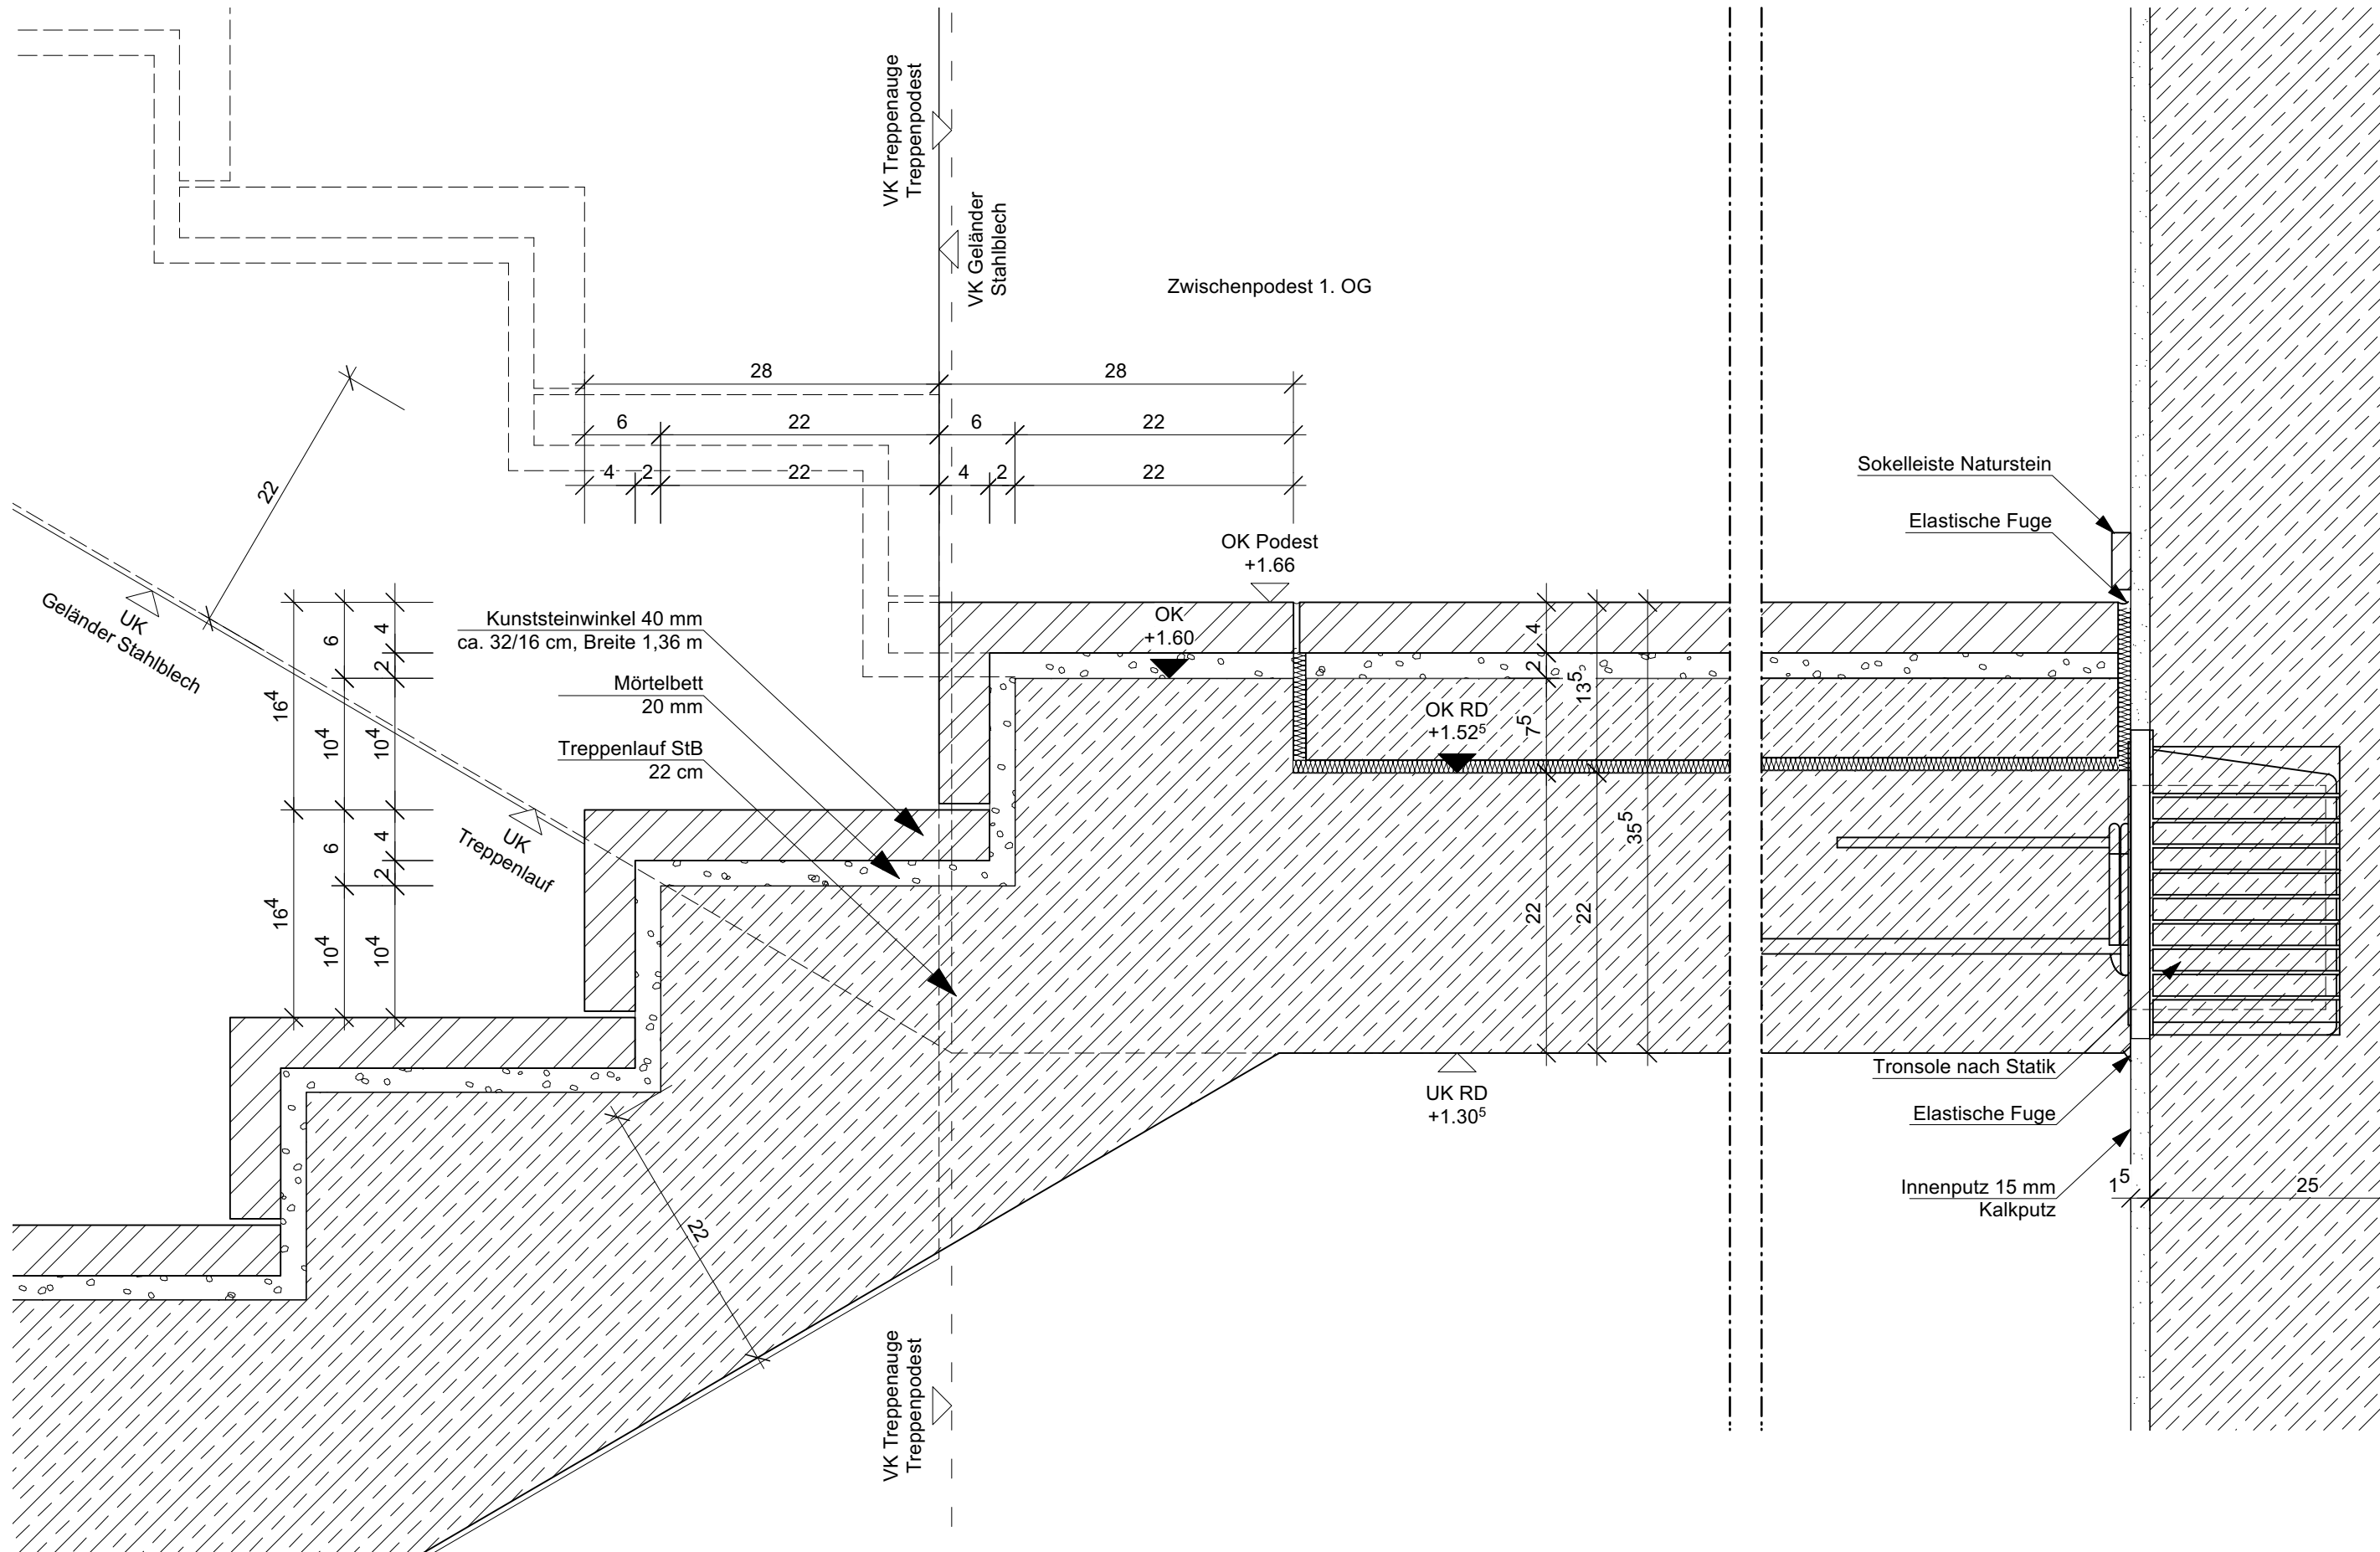 VK Treppenauge
Treppenpodest
VK Geländer
Stahlblech
Zwischenpodest 1. OG
28
28
6
22
6
22
4
2
22
4
2
22
22
Sokelleiste Naturstein
Elastische Fuge
OK Podest
+1.66
OK
+1.60
OK RD
+1.52⁵
UK
Geländer Stahlblech
UK
Treppenlauf
Kunststeinwinkel 40 mm
ca. 32/16 cm, Breite 1,36 m
Mörtelbett
20 mm
Treppenlauf StB
22 cm
16⁴
16⁴
6
10⁴
6
10⁴
4
2
10⁴
4
2
10⁴
4
2
7⁵
22
13⁵
22
35⁵
UK RD
+1.30⁵
22
Tronsole nach Statik
Elastische Fuge
Innenputz 15 mm
Kalkputz
1⁵
25
VK Treppenauge
Treppenpodest